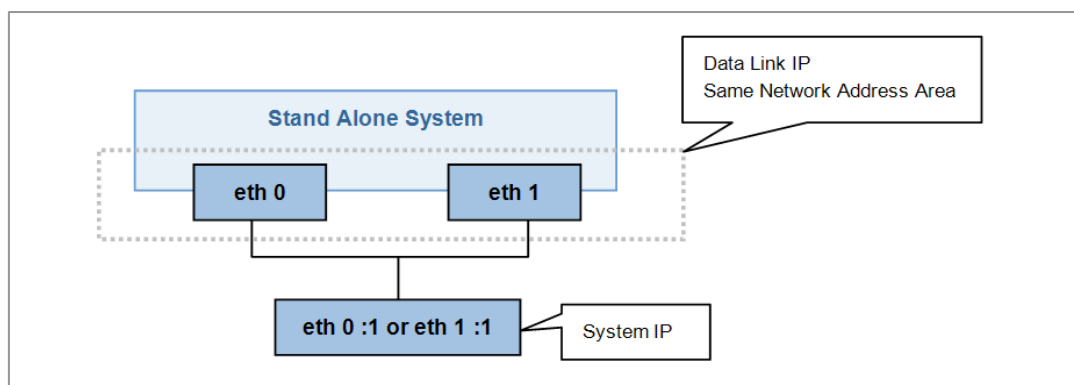 Data Link IP
Same Network Address Area
Stand Alone System
eth 0
eth 1
eth 0 :1 or eth 1 :1
System IP